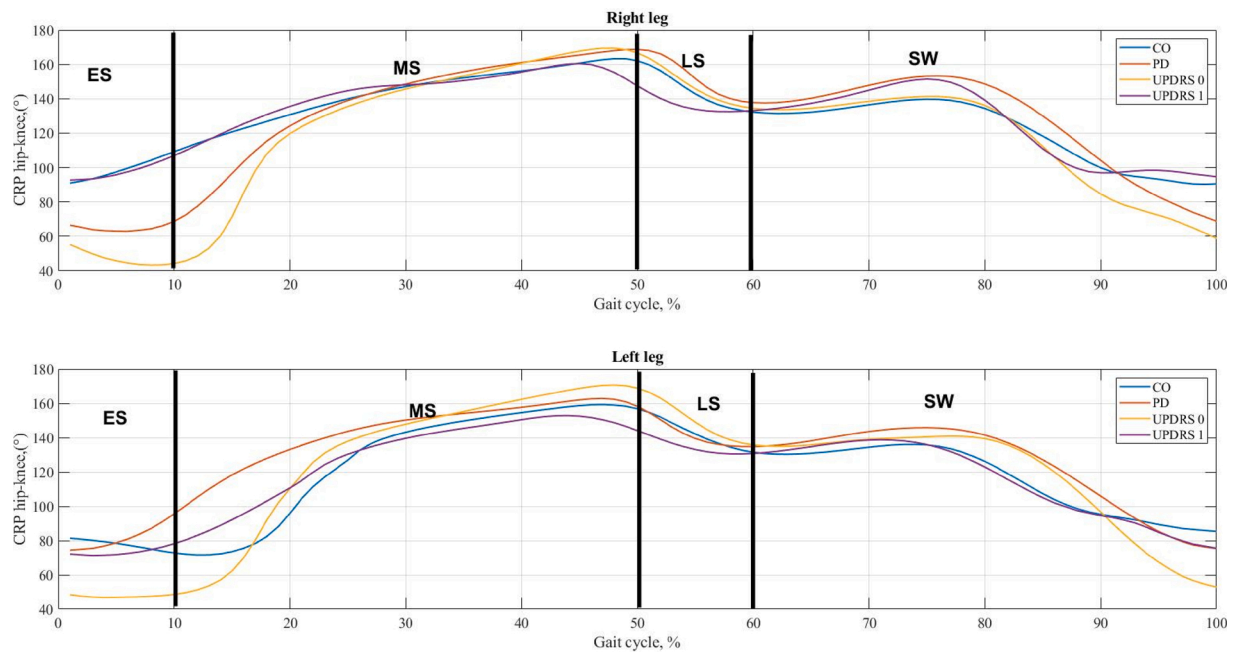 Right leg
CRP hip-knee,(°)
180
160
140
120
100
80
60
40
ES
MS
LS
SW
CO
PD
UPDRS 0
UPDRS 1
0 10 20 30 40 50 60 70 80 90 100
Gait cycle, %
Left leg
CRP hip-knee,(°)
180
160
140
120
100
80
60
40
ES
MS
LS
SW
CO
PD
UPDRS 0
UPDRS 1
0 10 20 30 40 50 60 70 80 90 100
Gait cycle, %